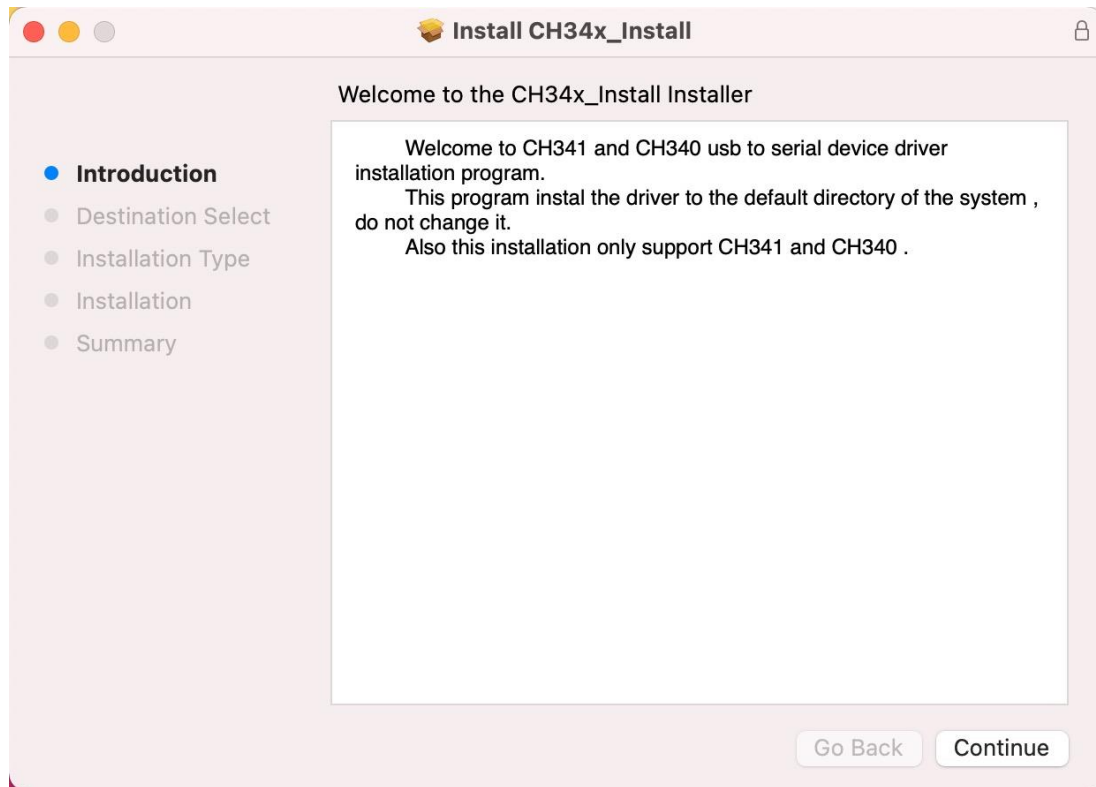 Install CH34x_Install
Welcome to the CH34x_Install Installer
Introduction
Destination Select
Installation Type
Installation
Summary
Welcome to CH341 and CH340 usb to serial device driver
installation program.
This program instal the driver to the default directory of the system ,
do not change it.
Also this installation only support CH341 and CH340 .
Go Back
Continue